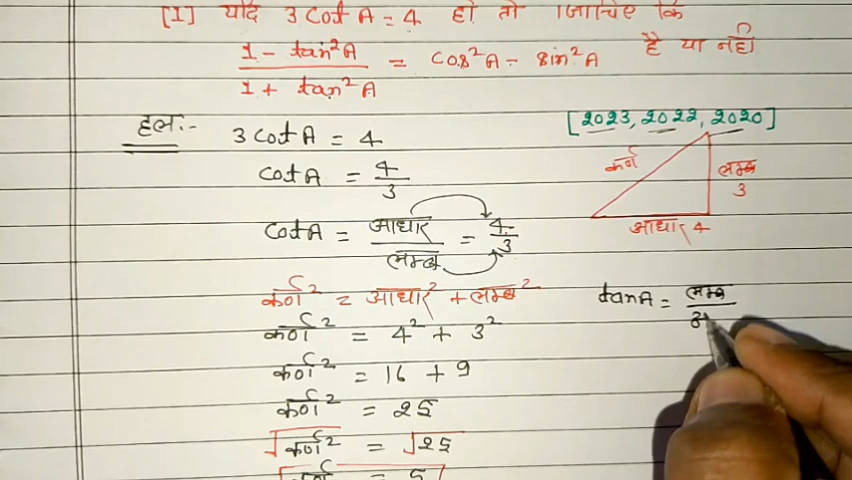 [1] यदि 3 Cot A = 4 हो तो जांचिए कि
1 - tan²A / 1 + tan²A = cos²A - sin²A है या नहीं
[2023, 2022, 2020]
हल:-
3 Cot A = 4
Cot A = 4/3
Cot A = आधार/लम्ब = 4/3
कर्ण
लम्ब
3
आधार 4
कर्ण² = आधार² + लम्ब²
कर्ण² = 4² + 3²
कर्ण² = 16 + 9
कर्ण² = 25
√कर्ण² = √25
कर्ण = 5
tan A = लम्ब/